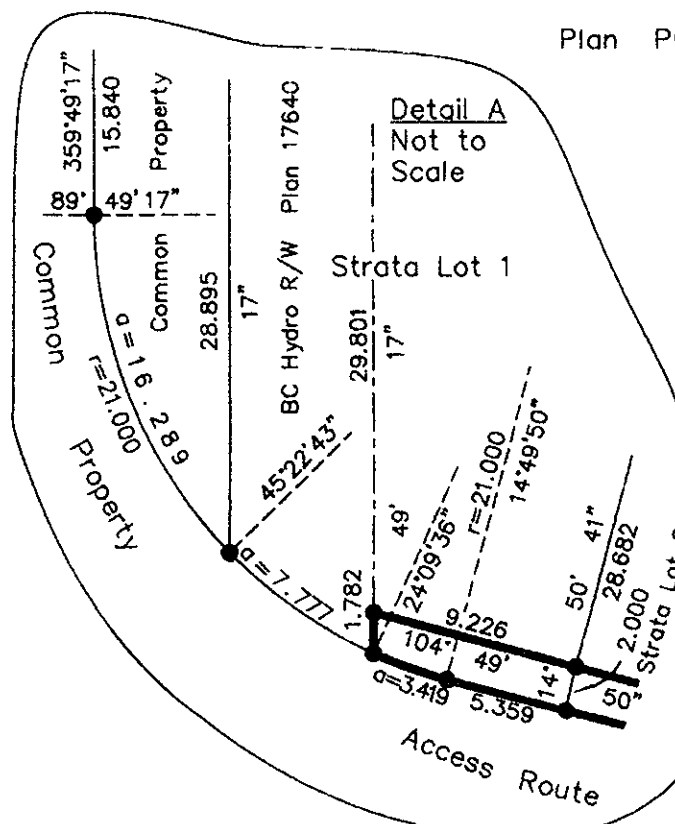 Plan
Detail A
Not to
Scale
359°49'17"
15.840
Common Property
89° 49' 17"
Common
Property
a=16.289
r=21.000
28.895
17"
BC Hydro R/W Plan 17640
Strata Lot 1
29.801
17"
45°22'43"
a=7.777
49'
24°09'36"
r=21.000
14°49'50"
1.782
9.226
104°
49'
14°
50"
a=3.419
5.359
50'
41"
28.682
2.000
Strata Lot
Access Route